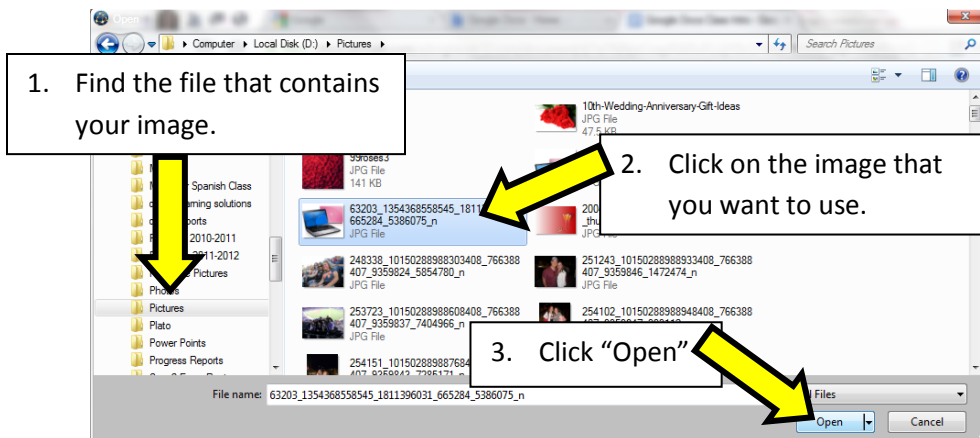 Open
Computer ▸ Local Disk (D:) ▸ Pictures ▸
Search Pictures
1. Find the file that contains
your image.
10th-Wedding-Anniversary-Gift-Ideas
JPG File
47.5 KB
99roses3
JPG File
141 KB
2. Click on the image that
you want to use.
Spanish Class
solutions
2010-2011
2011-2012
Pictures
Photos
Pictures
Plato
Power Points
Progress Reports
63203_1354368558545_1811
665284_5386075_n
JPG File
248338_10150288988303408_766388
407_9359824_5854780_n
JPG File
251243_10150288988933408_766388
407_9359846_1472474_n
JPG File
253723_10150288988608408_766388
407_9359837_7404966_n
JPG File
254102_10150288988948408_766388
254151_101502889887684
3. Click “Open”
File name: 63203_1354368558545_1811396031_665284_5386075_n
Files
Open
Cancel